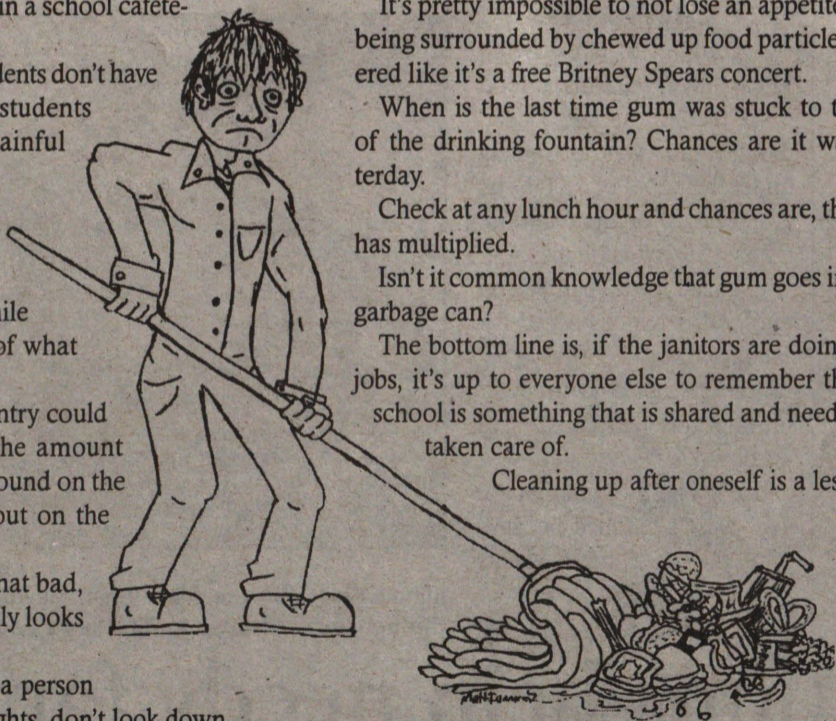 in a school cafete-
dents don't have
students
ainful
ile
of what
ntry could
he amount
ound on the
out on the
hat bad,
ly looks
a person
ghts, don't look down
It's pretty impossible to not lose an appetite
being surrounded by chewed up food particle
ered like it's a free Britney Spears concert.
When is the last time gum was stuck to t
of the drinking fountain? Chances are it wa
terday.
Check at any lunch hour and chances are, th
has multiplied.
Isn't it common knowledge that gum goes i
garbage can?
The bottom line is, if the janitors are doin
jobs, it's up to everyone else to remember th
school is something that is shared and need
taken care of.
Cleaning up after oneself is a les